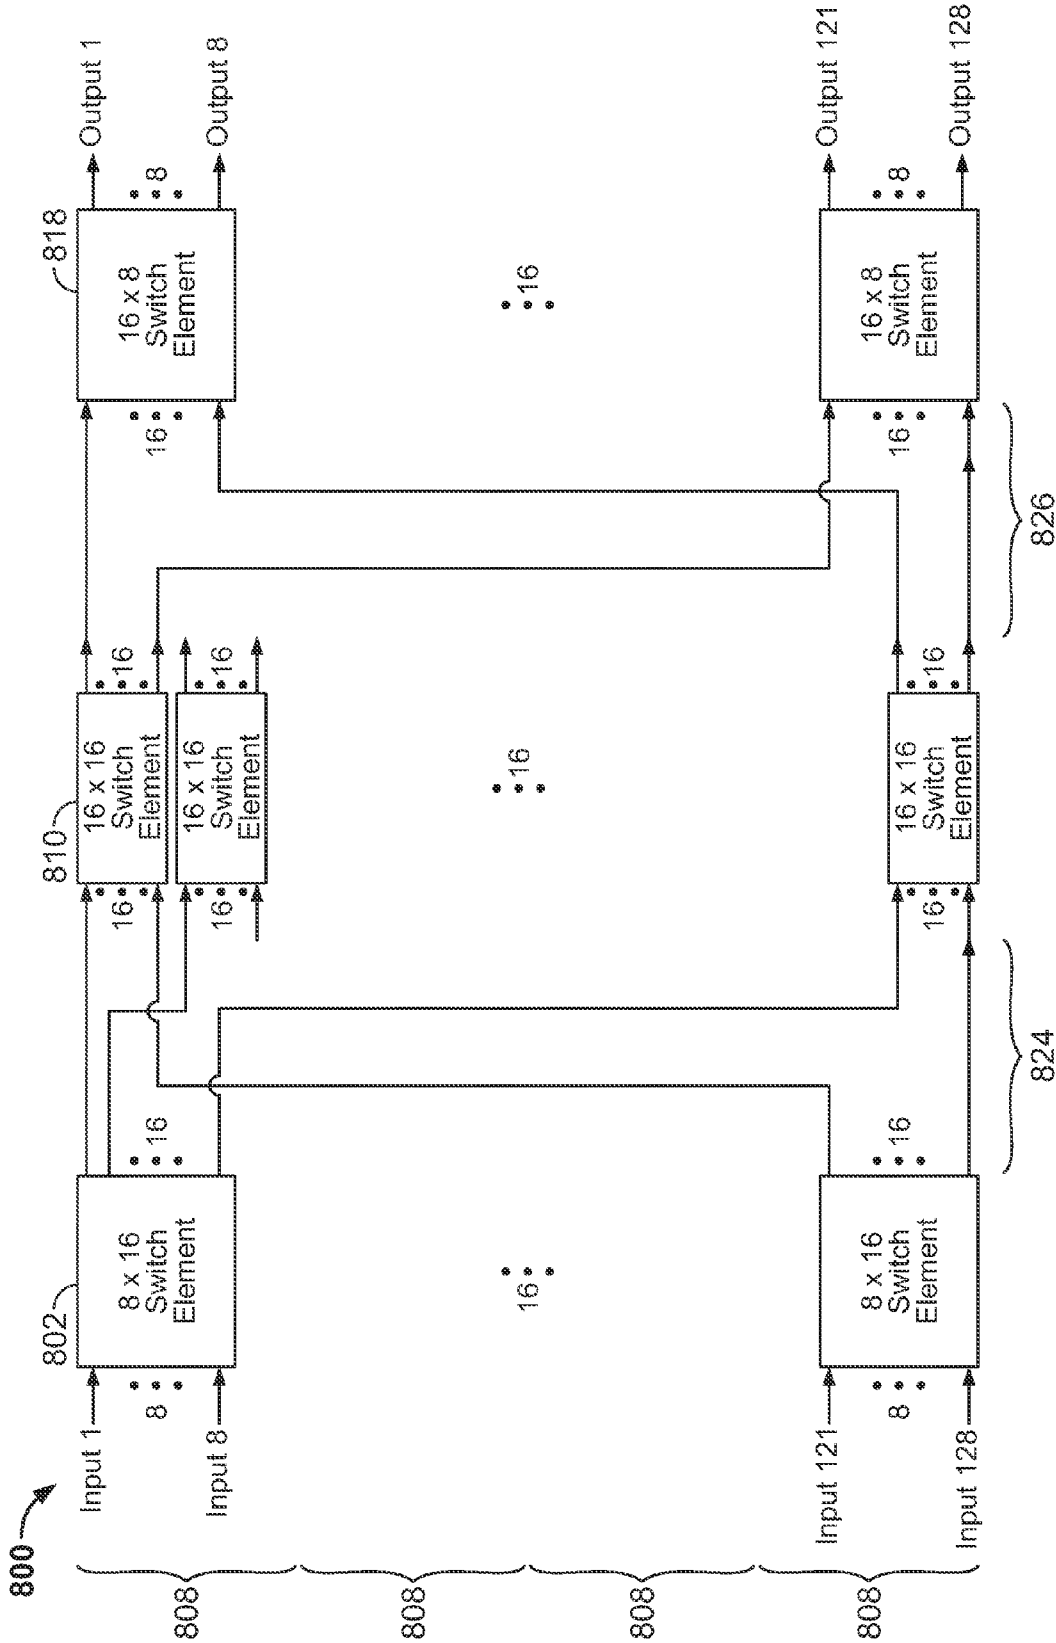 800
Input 1
8
Input 8
802
8 x 16
Switch
Element
16
824
16
810
16 x 16
Switch
Element
16
16
16 x 16
Switch
Element
16
826
16
818
16 x 8
Switch
Element
8
Output 1
Output 8
16
16
16
Input 121
8
Input 128
8 x 16
Switch
Element
16
16
16 x 16
Switch
Element
16
16
16 x 8
Switch
Element
8
Output 121
Output 128
808
808
808
808